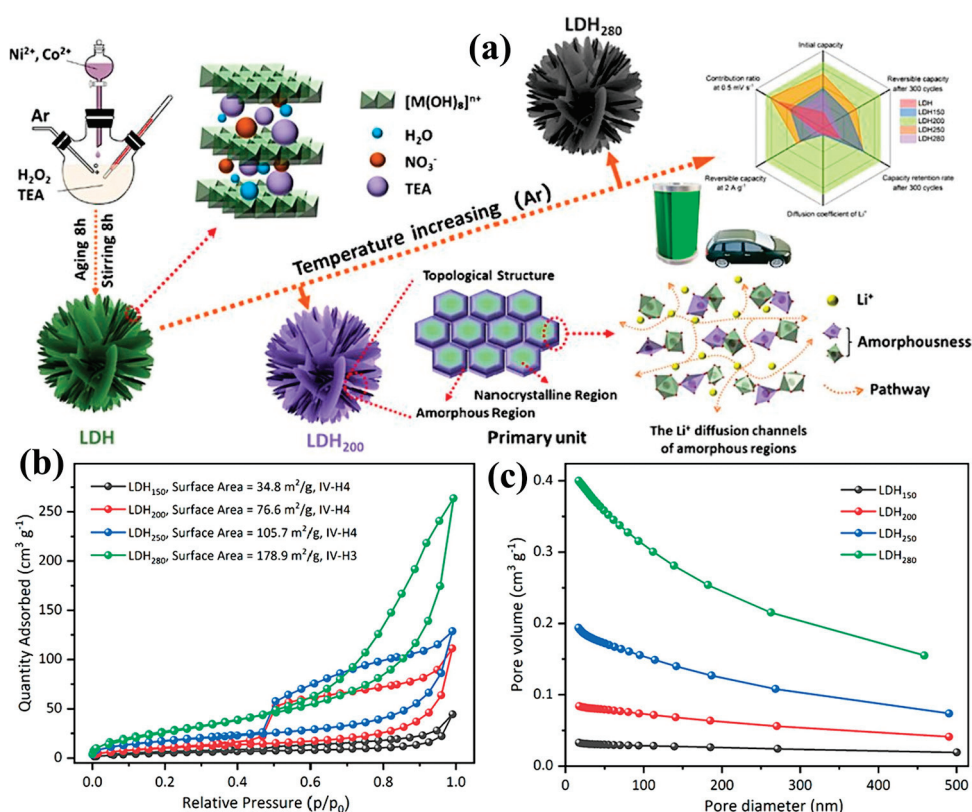 (a)
Ni²⁺, Co²⁺
Ar
H₂O₂
TEA
Aging 8h
Stirring 8h
[M(OH)₈]ⁿ⁺
H₂O
NO₃⁻
TEA
LDH₂₈₀
Initial capacity
Contribution ratio
at 0.5 mV s⁻¹
Reversible capacity
after 300 cycles
Reversible capacity
at 2 A g⁻¹
Capacity retention rate
after 300 cycles
Diffusion coefficient of Li⁺
LDH
LDH150
LDH200
LDH250
LDH280
Temperature increasing (Ar)
LDH
LDH₂₀₀
Topological Structure
Nanocrystalline Region
Amorphous Region
Primary unit
Li⁺
Amorphousness
Pathway
The Li⁺ diffusion channels
of amorphous regions
(b)
LDH₁₅₀, Surface Area = 34.8 m²/g, IV-H4
LDH₂₀₀, Surface Area = 76.6 m²/g, IV-H4
LDH₂₅₀, Surface Area = 105.7 m²/g, IV-H4
LDH₂₈₀, Surface Area = 178.9 m²/g, IV-H3
Quantity Adsorbed (cm³ g⁻¹)
250
200
150
100
50
0
0.0 0.2 0.4 0.6 0.8 1.0
Relative Pressure (p/p₀)
(c)
LDH₁₅₀
LDH₂₀₀
LDH₂₅₀
LDH₂₈₀
Pore volume (cm³ g⁻¹)
0.4
0.3
0.2
0.1
0.0
0 100 200 300 400 500
Pore diameter (nm)